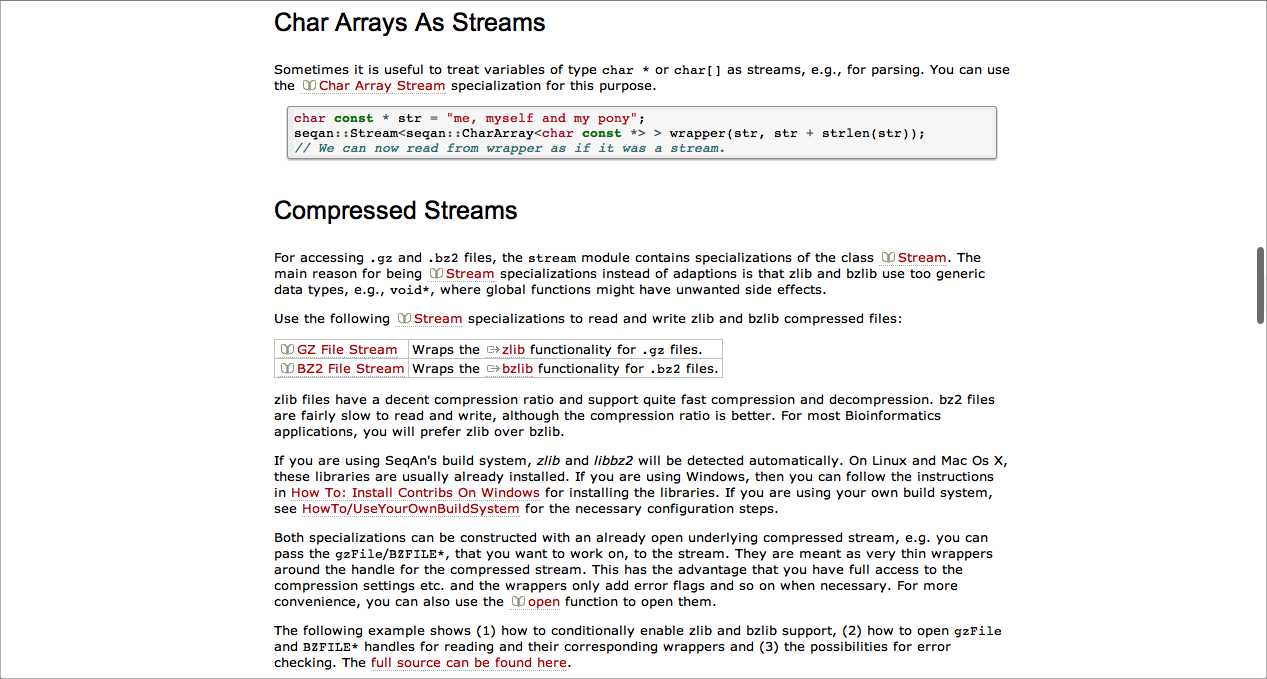 Char Arrays As Streams
Sometimes it is useful to treat variables of type char * or char[] as streams, e.g., for parsing. You can use
the Char Array Stream specialization for this purpose.
char const * str = "me, myself and my pony";
seqan::Stream<seqan::CharArray<char const *> > wrapper(str, str + strlen(str));
// We can now read from wrapper as if it was a stream.
Compressed Streams
For accessing .gz and .bz2 files, the stream module contains specializations of the class Stream. The
main reason for being Stream specializations instead of adaptions is that zlib and bzlib use too generic
data types, e.g., void*, where global functions might have unwanted side effects.
Use the following Stream specializations to read and write zlib and bzlib compressed files:
GZ File Stream Wraps the zlib functionality for .gz files.
BZ2 File Stream Wraps the bzlib functionality for .bz2 files.
zlib files have a decent compression ratio and support quite fast compression and decompression. bz2 files
are fairly slow to read and write, although the compression ratio is better. For most Bioinformatics
applications, you will prefer zlib over bzlib.
If you are using SeqAn's build system, zlib and libbz2 will be detected automatically. On Linux and Mac Os X,
these libraries are usually already installed. If you are using Windows, then you can follow the instructions
in How To: Install Contribs On Windows for installing the libraries. If you are using your own build system,
see HowTo/UseYourOwnBuildSystem for the necessary configuration steps.
Both specializations can be constructed with an already open underlying compressed stream, e.g. you can
pass the gzFile/BZFILE*, that you want to work on, to the stream. They are meant as very thin wrappers
around the handle for the compressed stream. This has the advantage that you have full access to the
compression settings etc. and the wrappers only add error flags and so on when necessary. For more
convenience, you can also use the open function to open them.
The following example shows (1) how to conditionally enable zlib and bzlib support, (2) how to open gzFile
and BZFILE* handles for reading and their corresponding wrappers and (3) the possibilities for error
checking. The full source can be found here.